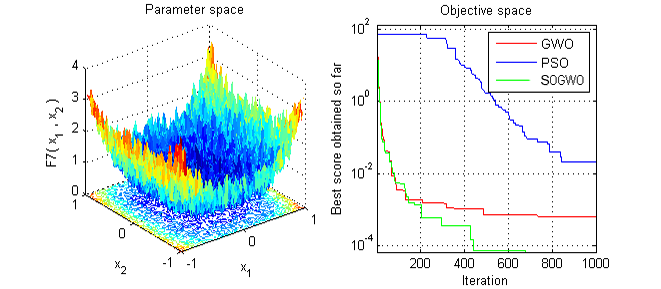 Parameter space
F7( x1 , x2 )
4
3
2
1
0
1
0
-1
x2
-1
0
1
x1
Objective space
Best score obtained so far
10^2
10^0
10^-2
10^-4
200
400
600
800
1000
Iteration
GWO
PSO
SOGWO